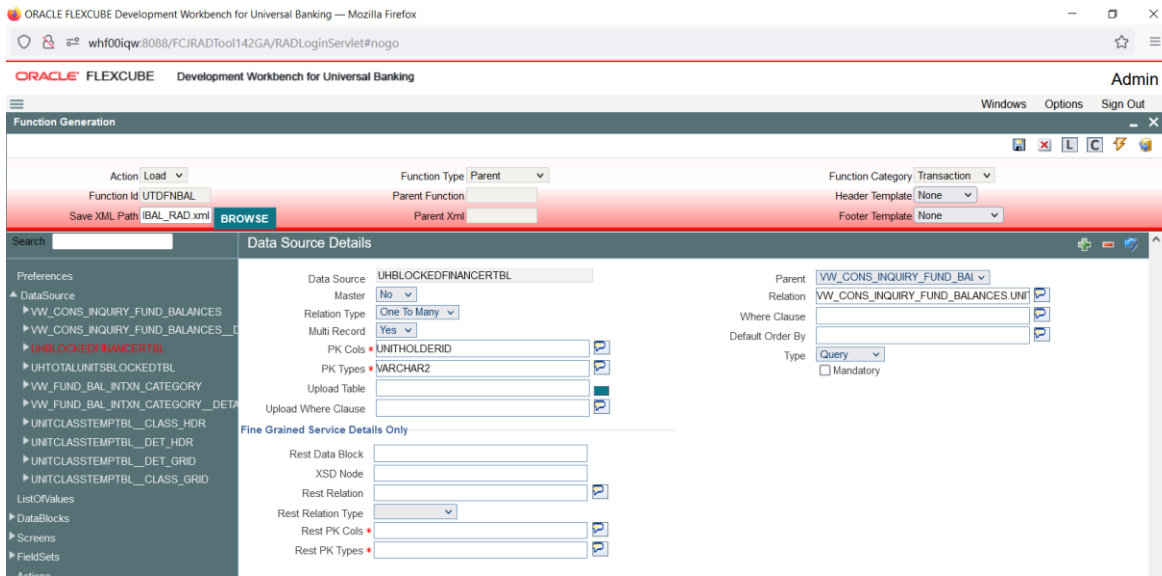 ORACLE FLEXCUBE Development Workbench for Universal Banking — Mozilla Firefox
whf00iqw:8088/FCJRADTool142GA/RADLoginServlet#nogo
ORACLE FLEXCUBE Development Workbench for Universal Banking Admin
Windows Options Sign Out
Function Generation
L C
Action Load Function Type Parent Function Category Transaction
Function Id UTDFNBAL Parent Function Header Template None
Save XML Path IBAL_RAD.xml BROWSE Parent Xml Footer Template None
Search Data Source Details
Preferences
DataSource
VW_CONS_INQUIRY_FUND_BALANCES
VW_CONS_INQUIRY_FUND_BALANCES__D
UHBLOCKEDFINANCERTBL
UHTOTALUNITSBLOCKEDTBL
VW_FUND_BAL_INTXN_CATEGORY
VW_FUND_BAL_INTXN_CATEGORY__DETA
UNITCLASSTEMPTBL__CLASS_HDR
UNITCLASSTEMPTBL__DET_HDR
UNITCLASSTEMPTBL__DET_GRID
UNITCLASSTEMPTBL__CLASS_GRID
ListOfValues
DataBlocks
Screens
FieldSets
Actions
Data Source UHBLOCKEDFINANCERTBL
Master No
Relation Type One To Many
Multi Record Yes
PK Cols * UNITHOLDERID
PK Types * VARCHAR2
Upload Table
Upload Where Clause
Parent VW_CONS_INQUIRY_FUND_BAL
Relation VW_CONS_INQUIRY_FUND_BALANCES.UNIT
Where Clause
Default Order By
Type Query
Mandatory
Fine Grained Service Details Only
Rest Data Block
XSD Node
Rest Relation
Rest Relation Type
Rest PK Cols *
Rest PK Types *